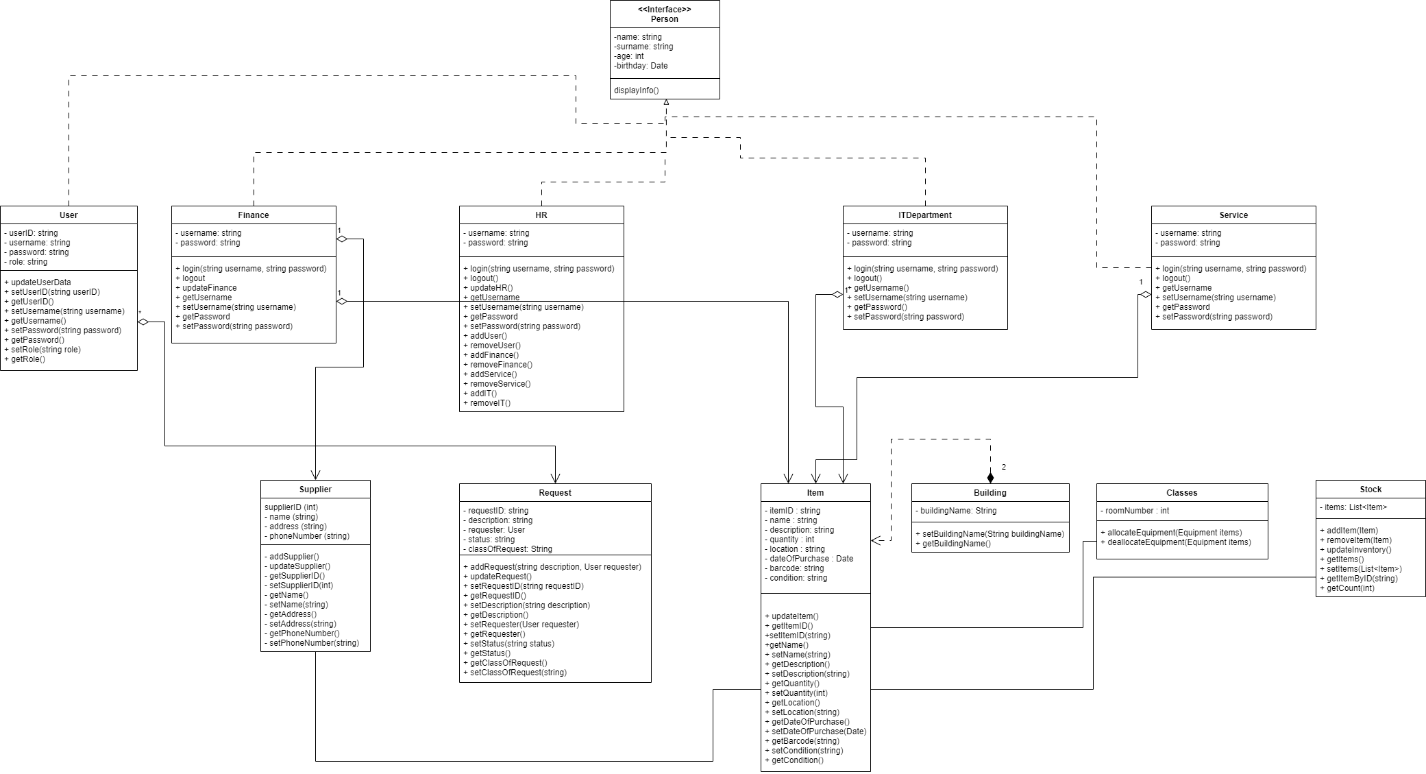 <<Interface>>
Person
-name: string
-surname: string
-age: int
-birthday: Date
displayInfo()
User
- userID: string
- username: string
- password: string
- role: string
+ updateUserData
+ setUserID(string userID)
+ getUserID()
+ setUsername(string username)
+ getUsername()
+ setPassword(string password)
+ getPassword()
+ setRole(string role)
+ getRole()
*
Finance
- username: string
- password: string
+ login(string username, string password)
+ logout
+ updateFinance
+ getUsername
+ setUsername(string username)
+ getPassword
+ setPassword(string password)
1
1
HR
- username: string
- password: string
+ login(string username, string password)
+ logout()
+ updateHR()
+ getUsername
+ setUsername(string username)
+ getPassword
+ setPassword(string password)
+ addUser()
+ removeUser()
+ addFinance()
+ removeFinance()
+ addService()
+ removeService()
+ addIT()
+ removeIT()
ITDepartment
- username: string
- password: string
+ login(string username, string password)
+ logout()
+ getUsername()
+ setUsername(string username)
+ getPassword()
+ setPassword(string password)
1
Service
- username: string
- password: string
+ login(string username, string password)
+ logout()
+ getUsername
+ setUsername(string username)
+ getPassword
+ setPassword(string password)
1
Supplier
supplierID (int)
- name (string)
- address (string)
- phoneNumber (string)
- addSupplier()
- updateSupplier()
- getSupplierID()
- setSupplierID(int)
- getName()
- setName(string)
- getAddress()
- setAddress(string)
- getPhoneNumber()
- setPhoneNumber(string)
Request
- requestID: string
- description: string
- requester: User
- status: string
- classOfRequest: String
+ addRequest(string description, User requester)
+ updateRequest()
+ setRequestID(string requestID)
+ getRequestID()
+ setDescription(string description)
+ getDescription()
+ setRequester(User requester)
+ getRequester()
+ setStatus(string status)
+ getStatus()
+ getClassOfRequest()
+ setClassOfRequest(string)
Item
- itemID : string
- name : string
- description: string
- quantity : int
- location : string
- dateOfPurchase : Date
- barcode: string
- condition: string
+ updateItem()
+ getItemID()
+setItemID(string)
+getName()
+ setName(string)
+ getDescription()
+ setDescription(string)
+ getQuantity()
+ setQuantity(int)
+ getLocation()
+ setLocation(string)
+ getDateOfPurchase()
+ setDateOfPurchase(Date)
+ getBarcode(string)
+ setCondition(string)
+ getCondition()
2
Building
- buildingName: String
+ setBuildingName(String buildingName)
+ getBuildingName()
Classes
- roomNumber : int
+ allocateEquipment(Equipment items)
+ deallocateEquipment(Equipment items)
Stock
- items: List<Item>
+ addItem(Item)
+ removeItem(Item)
+ updateInventory()
+ getItems()
+ setItems(List<Item>)
+ getItemByID(string)
+ getCount(int)